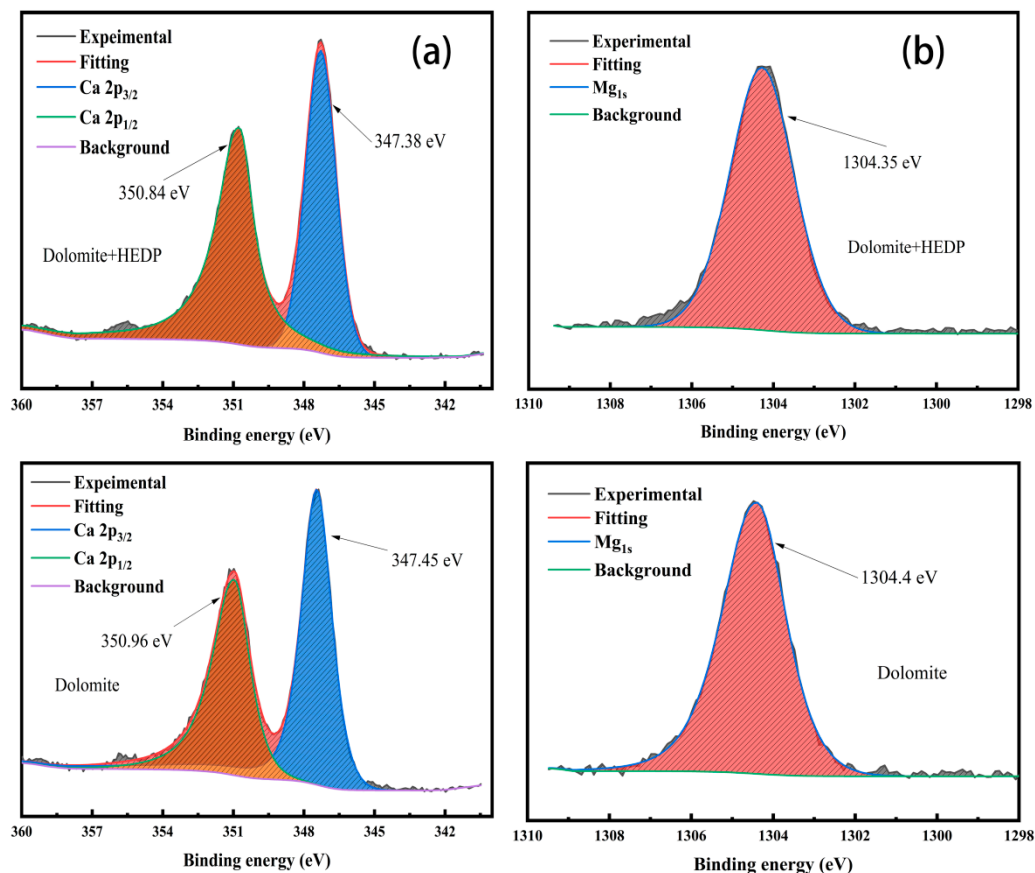 Expeimental
Fitting
Ca 2p3/2
Ca 2p1/2
Background
(a)
347.38 eV
350.84 eV
Dolomite+HEDP
360 357 354 351 348 345 342
Binding energy (eV)
Experimental
Fitting
Mg1s
Background
(b)
1304.35 eV
Dolomite+HEDP
1310 1308 1306 1304 1302 1300 1298
Binding energy (eV)
Expeimental
Fitting
Ca 2p3/2
Ca 2p1/2
Background
347.45 eV
350.96 eV
Dolomite
360 357 354 351 348 345 342
Binding energy (eV)
Experimental
Fitting
Mg1s
Background
1304.4 eV
Dolomite
1310 1308 1306 1304 1302 1300 1298
Binding energy (eV)